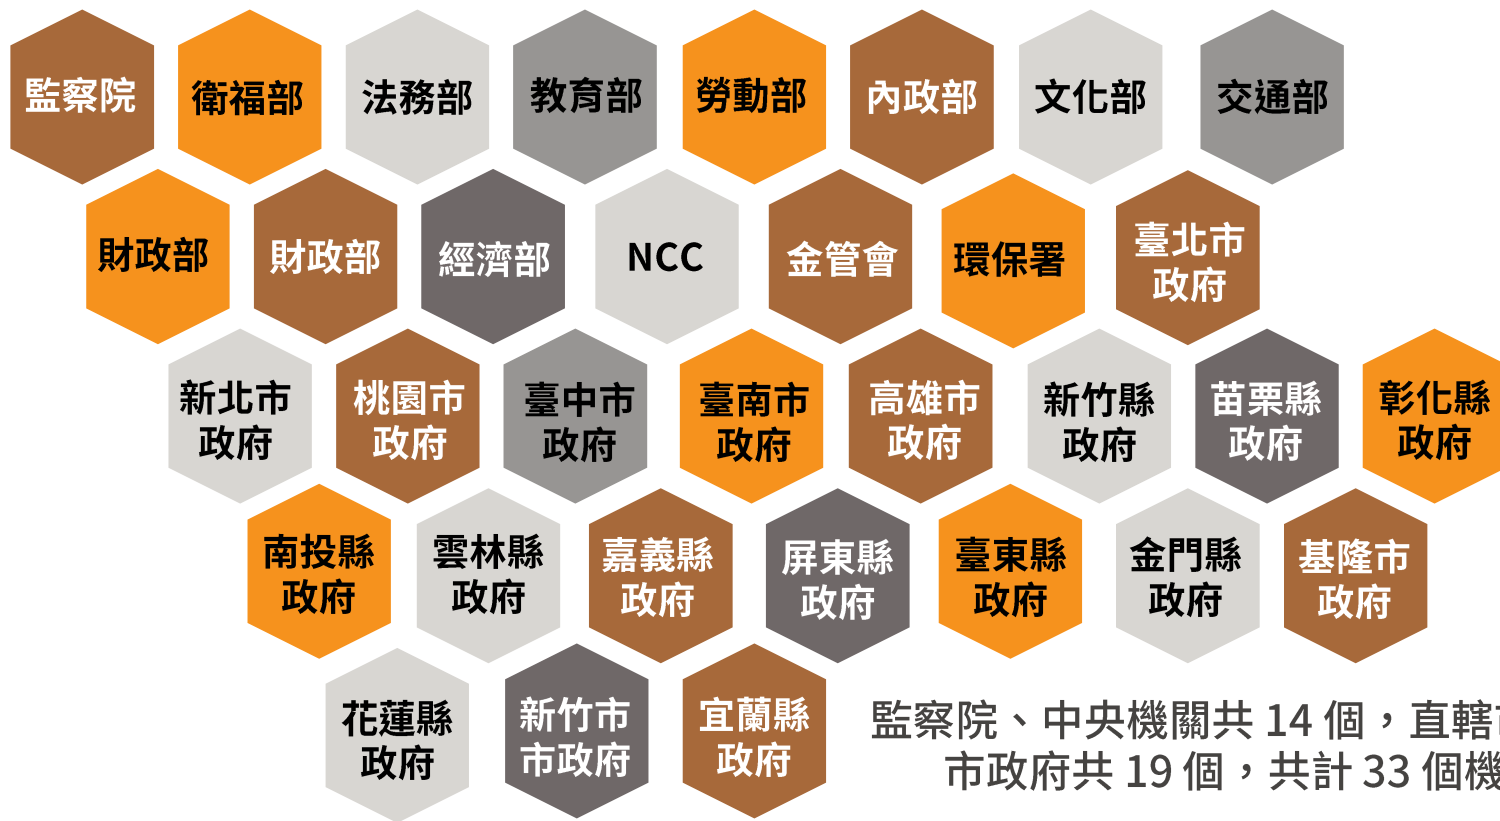 監察院
衛福部
法務部
教育部
勞動部
內政部
文化部
交通部
財政部
財政部
經濟部
NCC
金管會
環保署
臺北市
政府
新北市
政府
桃園市
政府
臺中市
政府
臺南市
政府
高雄市
政府
新竹縣
政府
苗栗縣
政府
彰化縣
政府
南投縣
政府
雲林縣
政府
嘉義縣
政府
屏東縣
政府
臺東縣
政府
金門縣
政府
基隆市
政府
花蓮縣
政府
新竹市
市政府
宜蘭縣
政府
監察院、中央機關共 14 個，直轄市
市政府共 19 個，共計 33 個機